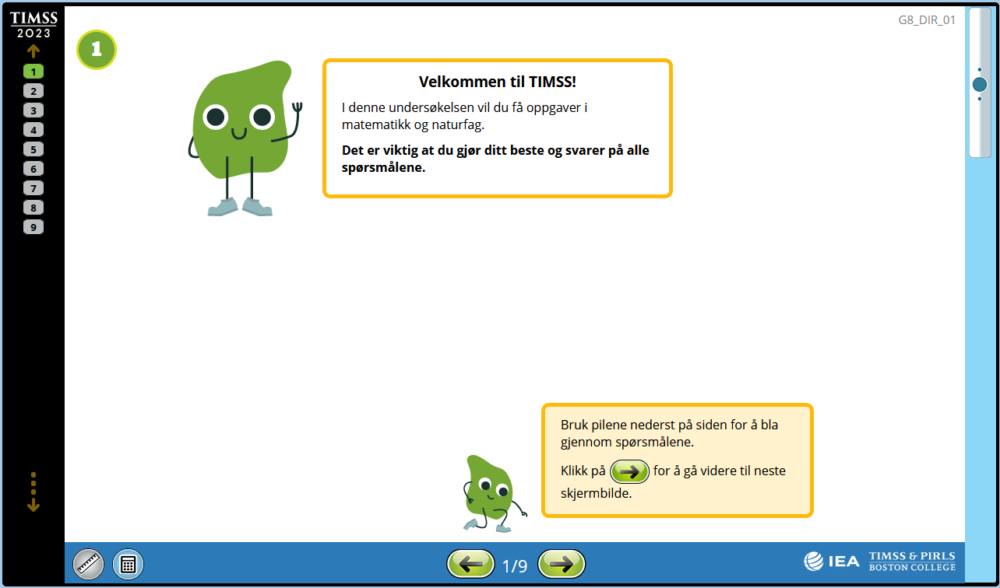 TIMSS
2023
1
2
3
4
5
6
7
8
9
1
G8_DIR_01
Velkommen til TIMSS!
I denne undersøkelsen vil du få oppgaver i
matematikk og naturfag.
Det er viktig at du gjør ditt beste og svarer på alle
spørsmålene.
Bruk pilene nederst på siden for å bla
gjennom spørsmålene.
Klikk på for å gå videre til neste
skjermbilde.
1/9
IEA
TIMSS & PIRLS
BOSTON COLLEGE